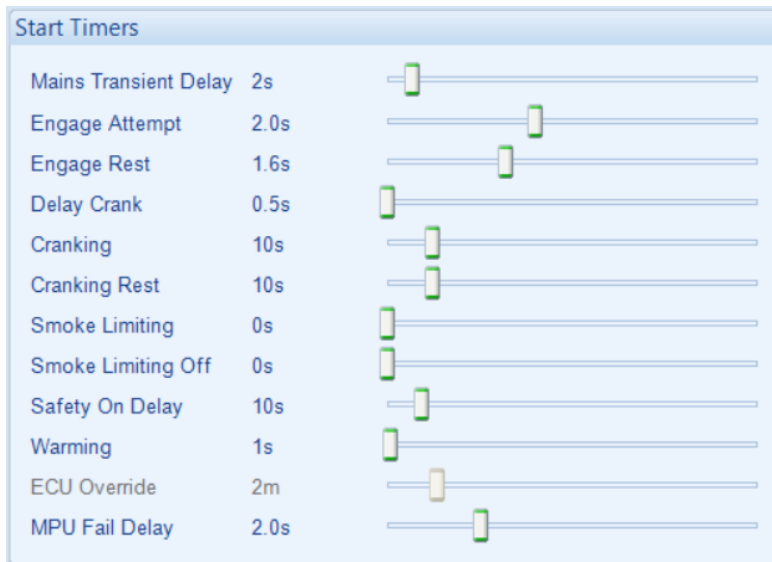 Start Timers
Mains Transient Delay 2s
Engage Attempt 2.0s
Engage Rest 1.6s
Delay Crank 0.5s
Cranking 10s
Cranking Rest 10s
Smoke Limiting 0s
Smoke Limiting Off 0s
Safety On Delay 10s
Warming 1s
ECU Override 2m
MPU Fail Delay 2.0s